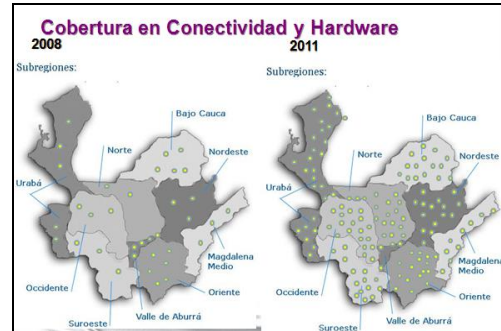 Cobertura en Conectividad y Hardware
2008
2011
Subregiones:
Bajo Cauca
Norte
Nordeste
Urabá
Magdalena
Medio
Occidente
Oriente
Suroeste
Valle de Aburrá
Subregiones:
Bajo Cauca
Norte
Nordeste
Urabá
Magdalena
Medio
Occidente
Oriente
Suroeste
Valle de Aburrá